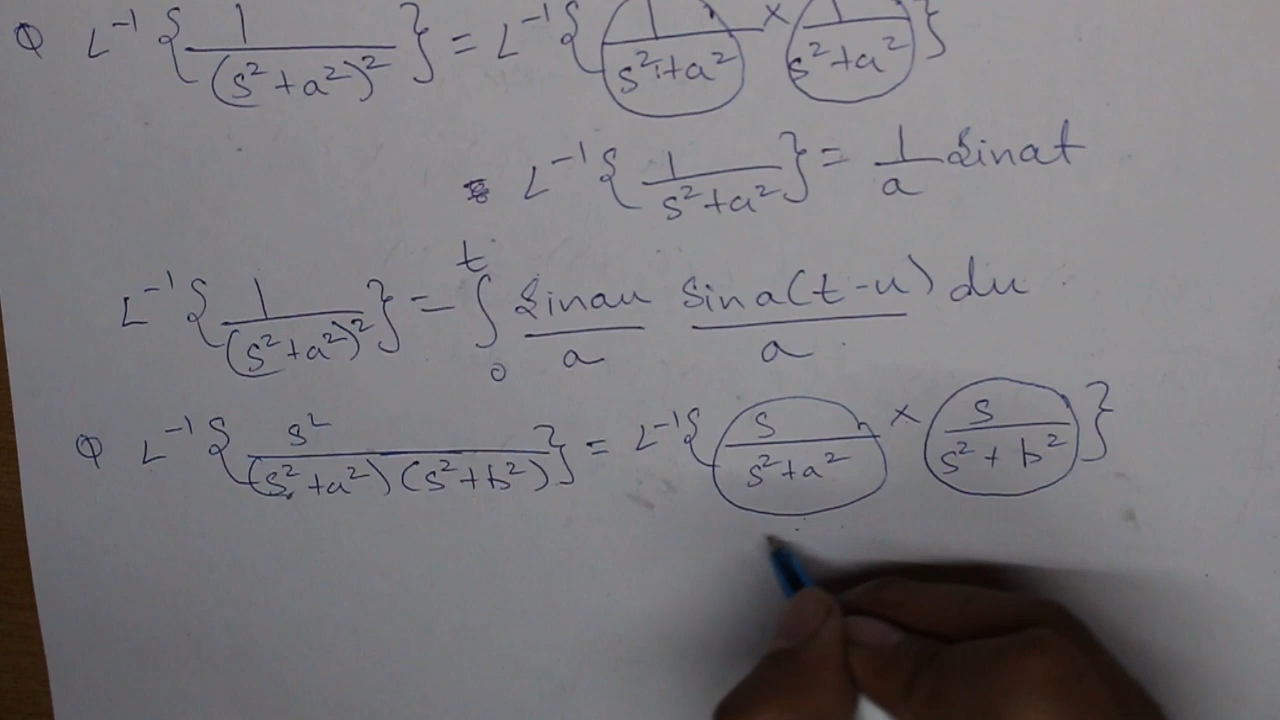 Q L⁻¹{1/(s²+a²)²} = L⁻¹{1/(s²+a²) × 1/(s²+a²)}
L⁻¹{1/(s²+a²)} = 1/a Sinat
L⁻¹{1/(s²+a²)²} = ∫₀ᵗ Sinau/a Sina(t-u)/a du
Q L⁻¹{s²/((s²+a²)(s²+b²))} = L⁻¹{s/(s²+a²) × s/(s²+b²)}